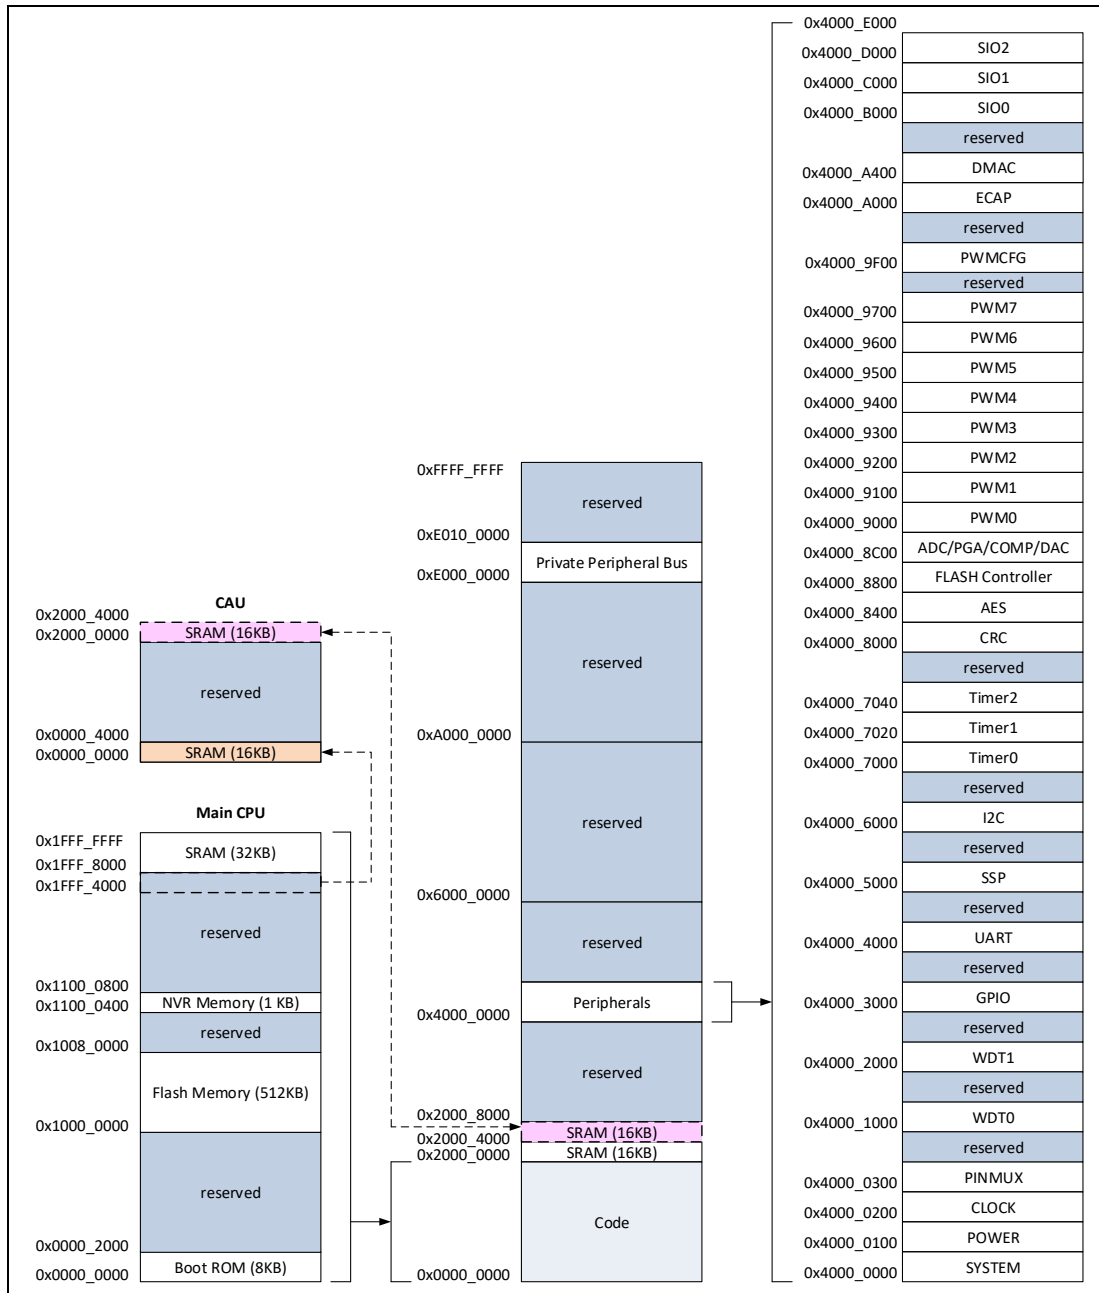 CAU
0x2000_4000
0x2000_0000
SRAM (16KB)
reserved
0x0000_4000
0x0000_0000
SRAM (16KB)
Main CPU
0x1FFF_FFFF
SRAM (32KB)
0x1FFF_8000
0x1FFF_4000
reserved
0x1100_0800
NVR Memory (1 KB)
0x1100_0400
reserved
0x1008_0000
Flash Memory (512KB)
0x1000_0000
reserved
0x0000_2000
Boot ROM (8KB)
0x0000_0000
0xFFFF_FFFF
reserved
0xE010_0000
Private Peripheral Bus
0xE000_0000
reserved
0xA000_0000
reserved
0x6000_0000
reserved
Peripherals
0x4000_0000
reserved
0x2000_8000
SRAM (16KB)
0x2000_4000
0x2000_0000
SRAM (16KB)
Code
0x0000_0000
0x4000_E000
SIO2
0x4000_D000
SIO1
0x4000_C000
SIO0
0x4000_B000
reserved
DMAC
0x4000_A400
ECAP
0x4000_A000
reserved
PWMCFG
0x4000_9F00
reserved
PWM7
0x4000_9700
PWM6
0x4000_9600
PWM5
0x4000_9500
PWM4
0x4000_9400
PWM3
0x4000_9300
PWM2
0x4000_9200
PWM1
0x4000_9100
PWM0
0x4000_9000
ADC/PGA/COMP/DAC
0x4000_8C00
FLASH Controller
0x4000_8800
AES
0x4000_8400
CRC
0x4000_8000
reserved
Timer2
0x4000_7040
Timer1
0x4000_7020
Timer0
0x4000_7000
reserved
I2C
0x4000_6000
reserved
SSP
0x4000_5000
reserved
UART
0x4000_4000
reserved
GPIO
0x4000_3000
reserved
WDT1
0x4000_2000
reserved
WDT0
0x4000_1000
reserved
PINMUX
0x4000_0300
CLOCK
0x4000_0200
POWER
0x4000_0100
SYSTEM
0x4000_0000